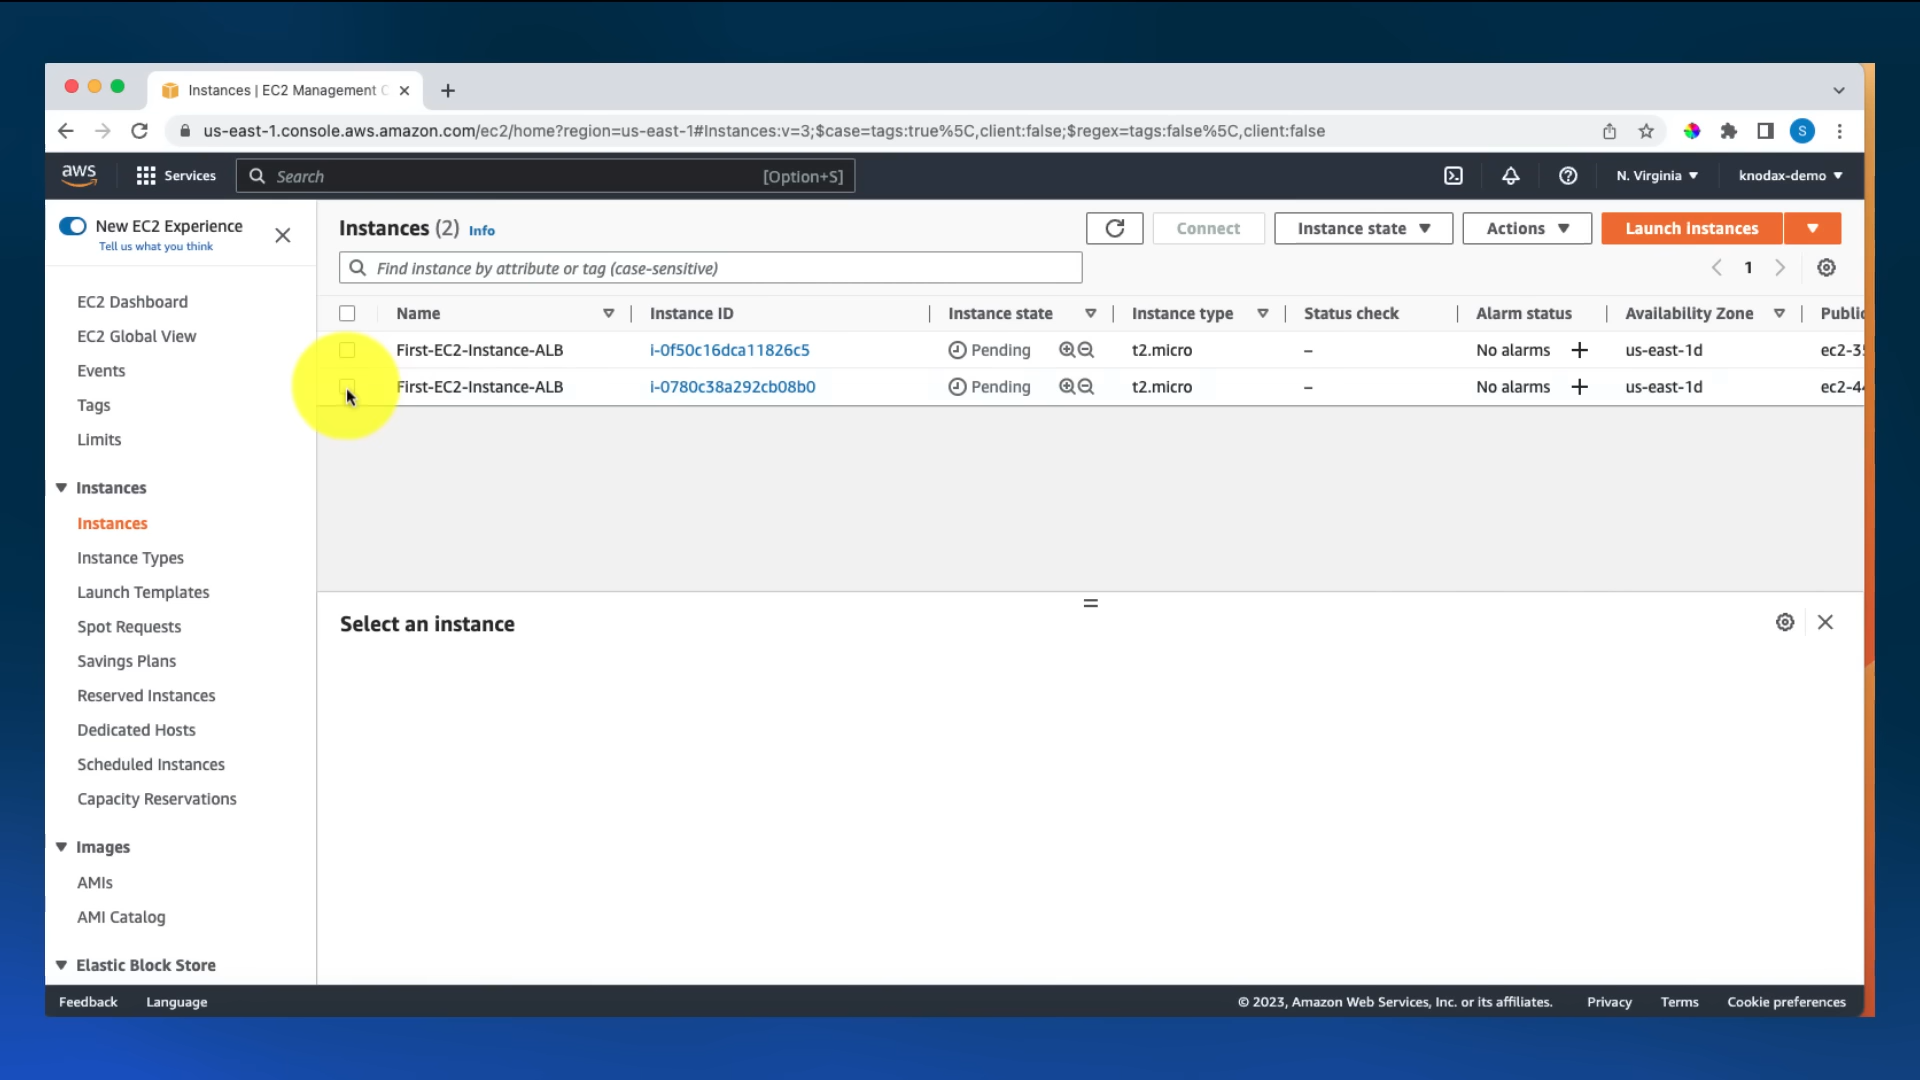 Instances | EC2 Management C
us-east-1.console.aws.amazon.com/ec2/home?region=us-east-1#Instances:v=3;$case=tags:true%5C,client:false;$regex=tags:false%5C,client:false
S
aws
Services
Search
[Option+S]
N. Virginia
knodax-demo
New EC2 Experience
Tell us what you think
EC2 Dashboard
EC2 Global View
Events
Tags
Limits
Instances
Instances
Instance Types
Launch Templates
Spot Requests
Savings Plans
Reserved Instances
Dedicated Hosts
Scheduled Instances
Capacity Reservations
Images
AMIs
AMI Catalog
Elastic Block Store
Instances (2) Info
Connect
Instance state
Actions
Launch instances
Find instance by attribute or tag (case-sensitive)
1
Name Instance ID Instance state Instance type Status check Alarm status Availability Zone Public
First-EC2-Instance-ALB i-0f50c16dca11826c5 Pending t2.micro – No alarms + us-east-1d ec2-3
First-EC2-Instance-ALB i-0780c38a292cb08b0 Pending t2.micro – No alarms + us-east-1d ec2-4
Select an instance
Feedback Language © 2023, Amazon Web Services, Inc. or its affiliates. Privacy Terms Cookie preferences